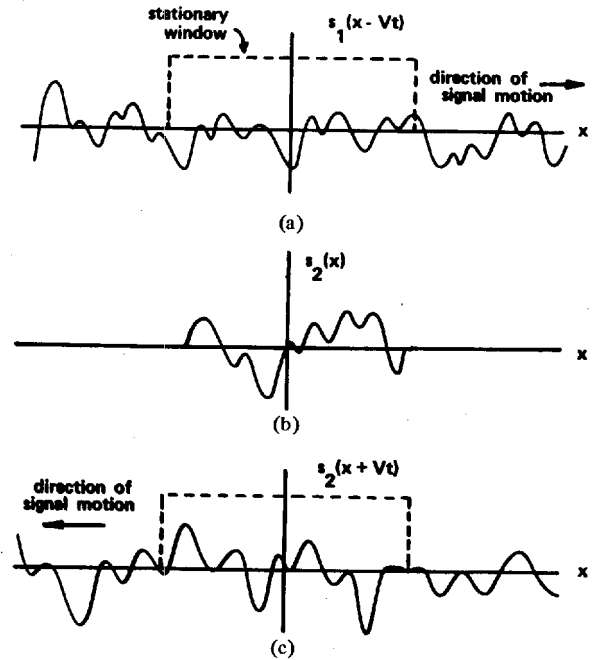 stationary
window
s1(x - Vt)
direction of
signal motion
x
(a)
s2(x)
x
(b)
direction of
signal motion
s2(x + Vt)
x
(c)